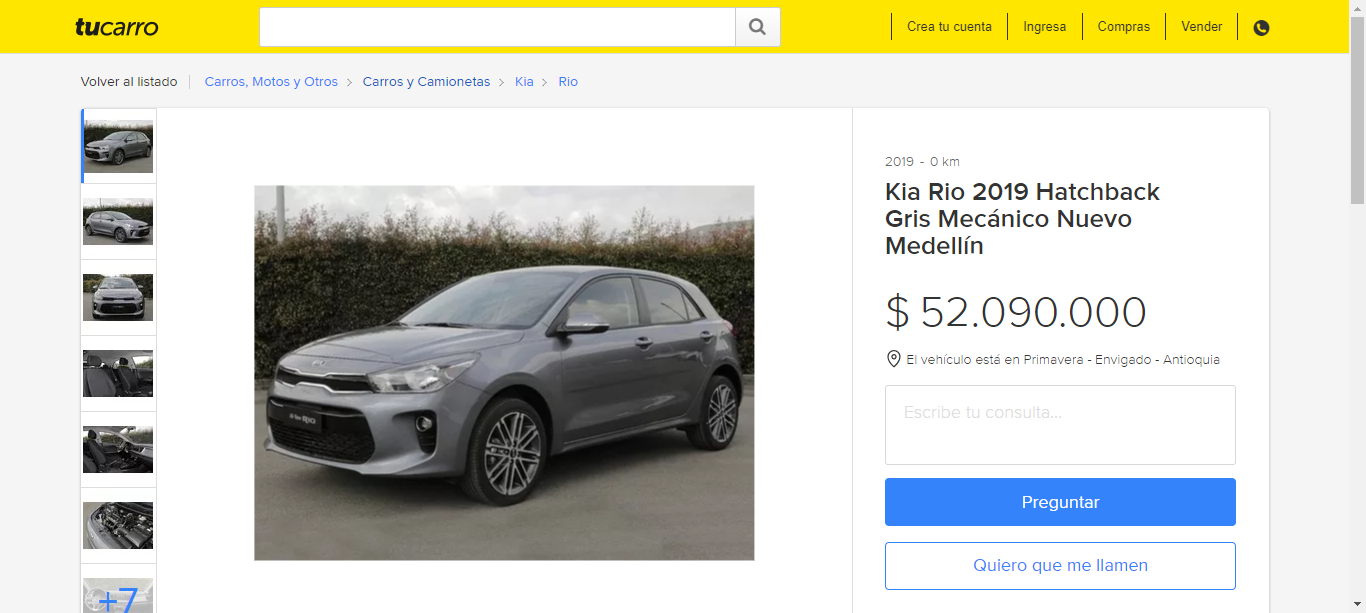 tucarro
Crea tu cuenta
Ingresa
Compras
Vender
Volver al listado
Carros, Motos y Otros > Carros y Camionetas > Kia > Rio
2019 - 0 km
Kia Rio 2019 Hatchback
Gris Mecánico Nuevo
Medellín
$ 52.090.000
El vehículo está en Primavera - Envigado - Antioquia
Escribe tu consulta...
Preguntar
Quiero que me llamen
+7